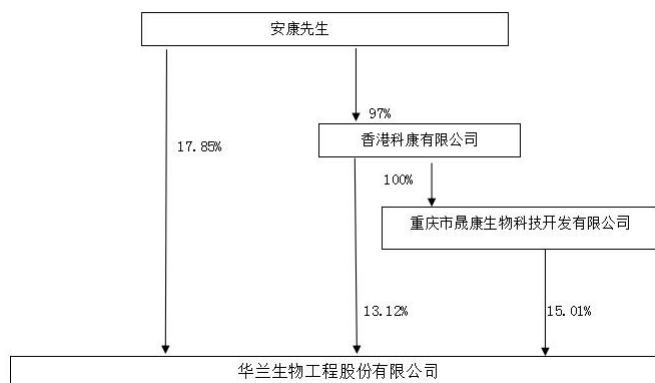 安康先生
97%
17.85%
香港科康有限公司
100%
重庆市晟康生物科技开发有限公司
13.12%
15.01%
华兰生物工程股份有限公司